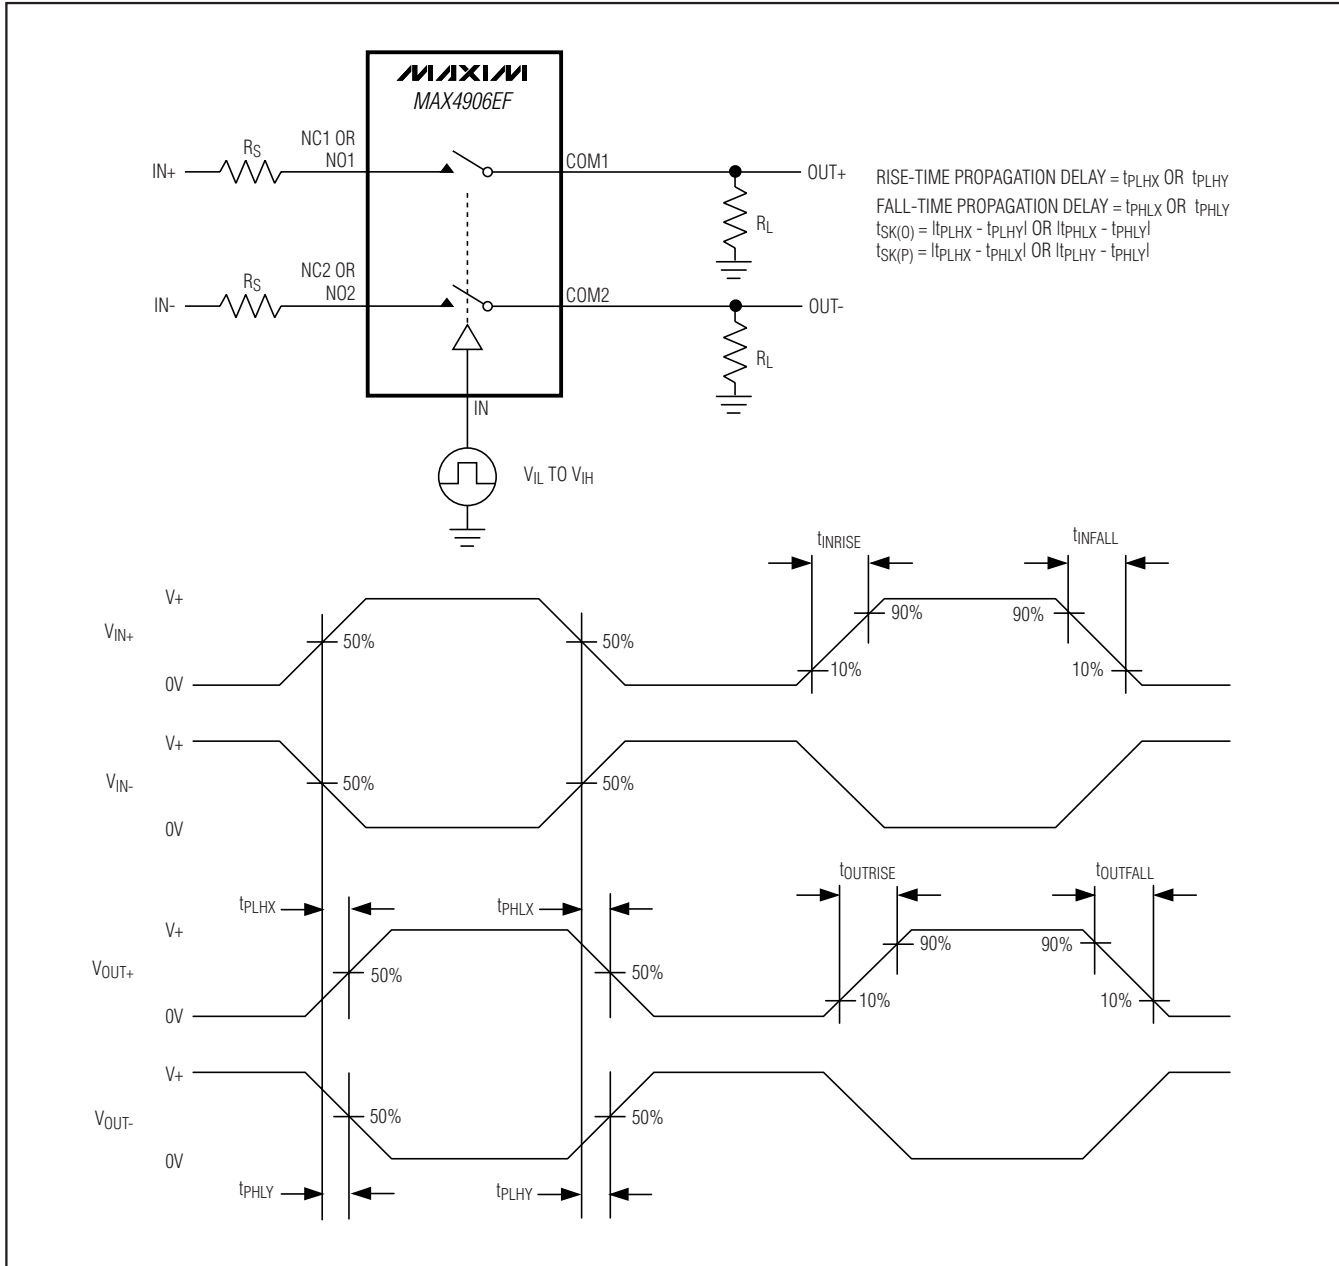 MAXIM
MAX4906EF
NC1 OR
NO1
RS
IN+
COM1
OUT+
RL
RISE-TIME PROPAGATION DELAY = tPLHX OR tPLHY
FALL-TIME PROPAGATION DELAY = tPHLX OR tPHLY
tSK(O) = |tPLHX - tPLHY| OR |tPHLX - tPHLY|
tSK(P) = |tPLHX - tPHLX| OR |tPLHY - tPHLY|
NC2 OR
NO2
RS
IN-
COM2
OUT-
RL
IN
VIL TO VIH
tINRISE
tINFALL
V+
VIN+
0V
50%
50%
90%
10%
90%
10%
V+
VIN-
0V
50%
50%
tOUTRISE
tOUTFALL
tPLHX
tPHLX
V+
VOUT+
0V
50%
50%
90%
10%
90%
10%
V+
VOUT-
0V
50%
50%
tPHLY
tPLHY